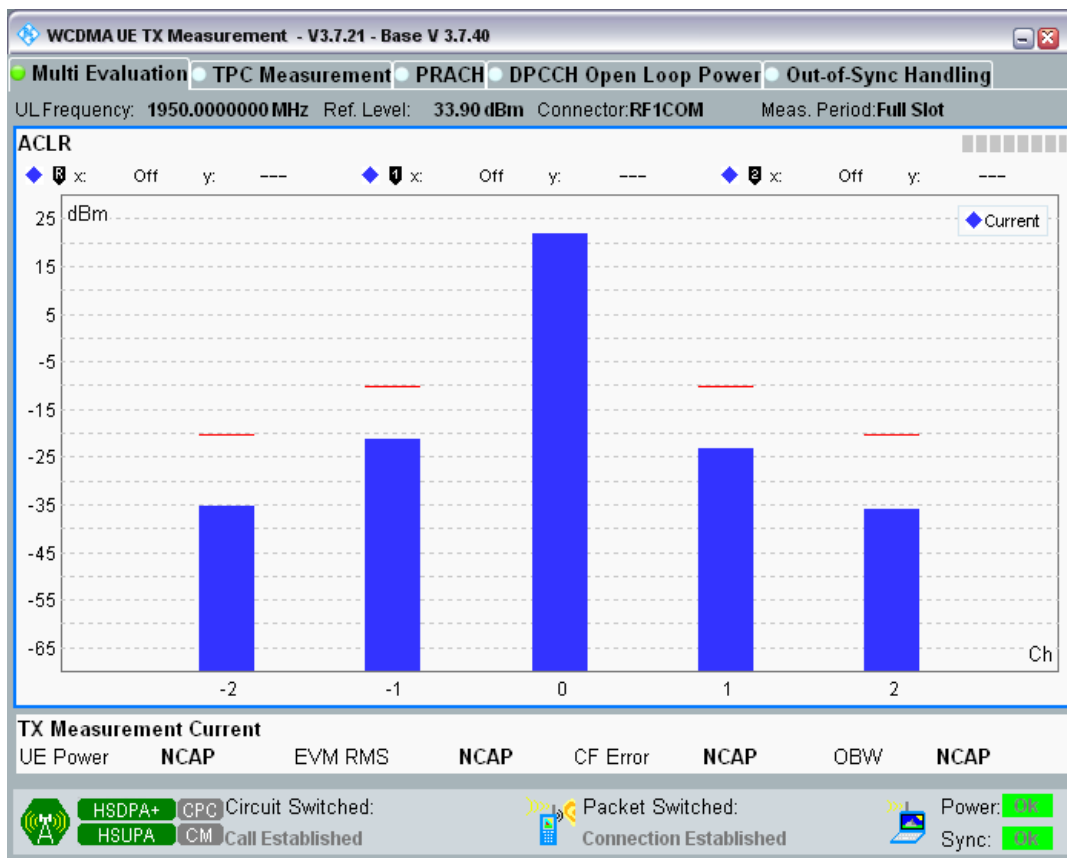 WCDMA UE TX Measurement - V3.7.21 - Base V 3.7.40
Multi Evaluation TPC Measurement PRACH DPCCH Open Loop Power Out-of-Sync Handling
UL Frequency: 1950.0000000 MHz Ref. Level: 33.90 dBm Connector:RF1COM Meas. Period:Full Slot
ACLR
R x: Off y: --- 1 x: Off y: --- 2 x: Off y: ---
dBm
Current
25
15
5
-5
-15
-25
-35
-45
-55
-65
Ch
-2 -1 0 1 2
TX Measurement Current
UE Power NCAP EVM RMS NCAP CF Error NCAP OBW NCAP
HSDPA+ CPC Circuit Switched: Packet Switched: Power: Ok
HSUPA CM Call Established Connection Established Sync: Ok